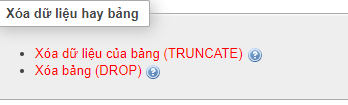 Xóa dữ liệu hay bảng
Xóa dữ liệu của bảng (TRUNCATE)
Xóa bảng (DROP)